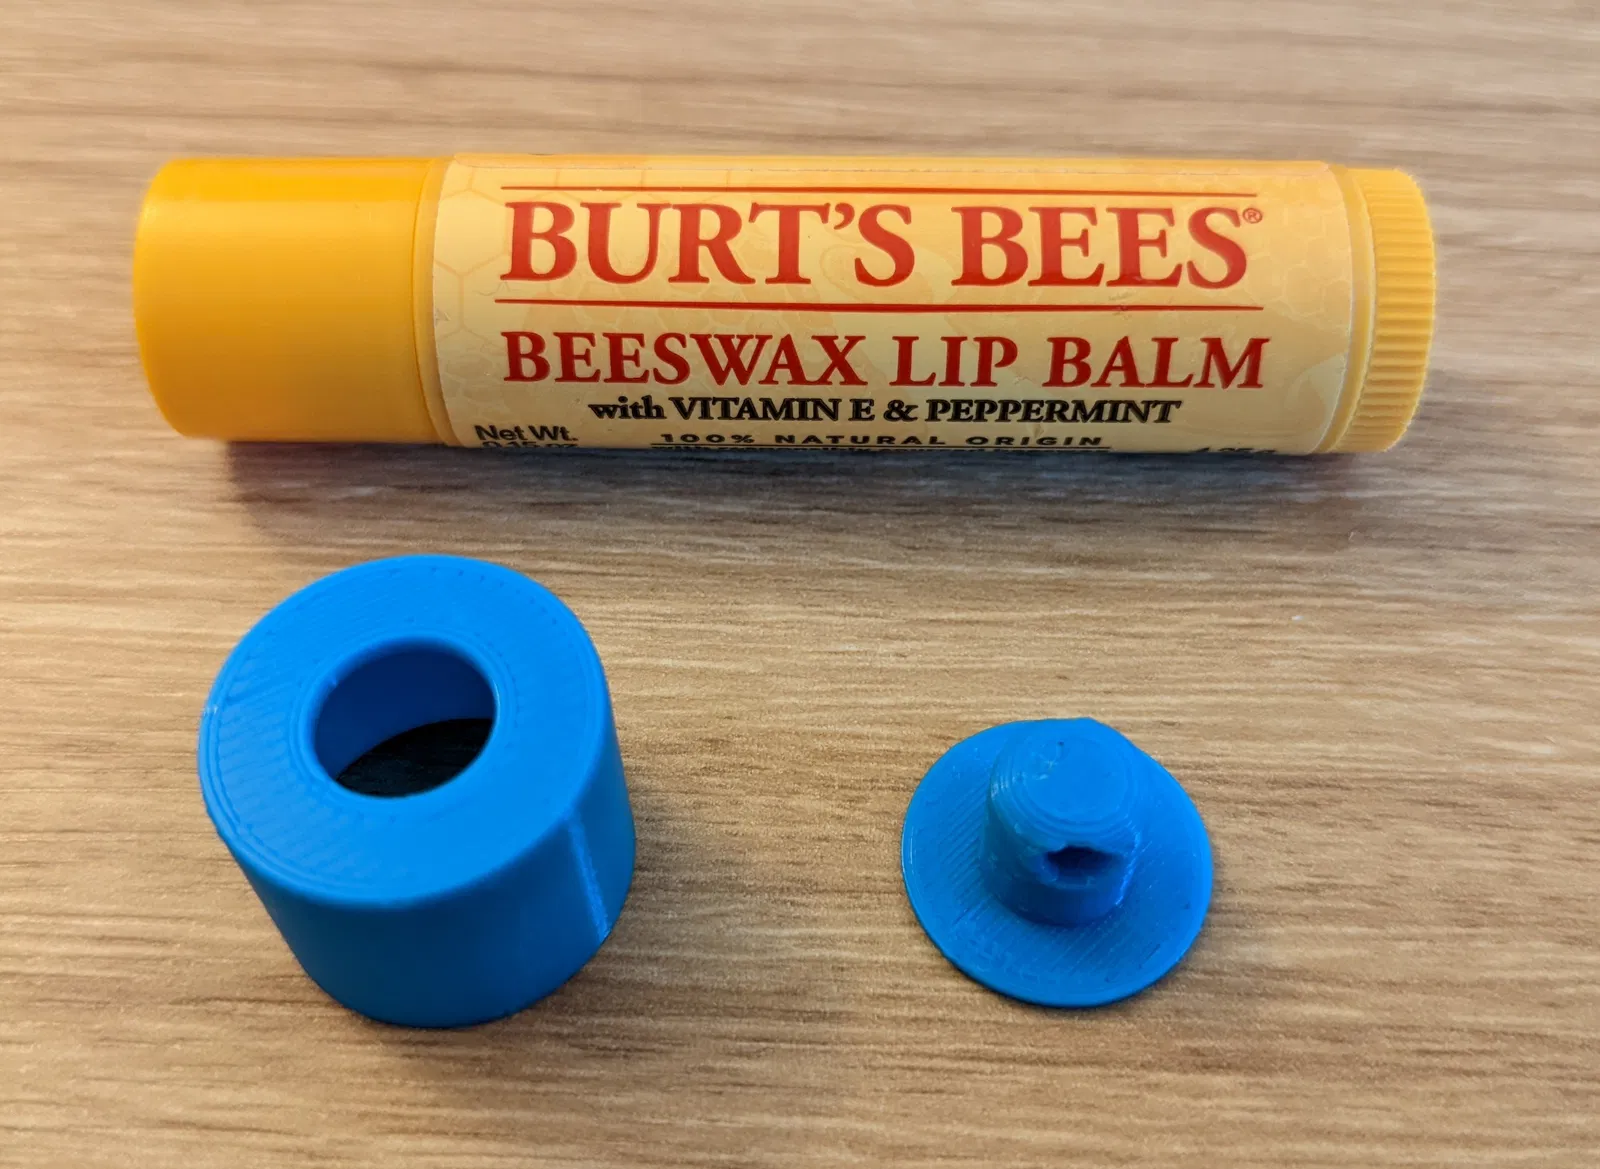 BURT'S BEES®
BEESWAX LIP BALM
with VITAMIN E & PEPPERMINT
Net Wt.
100% NATURAL ORIGIN